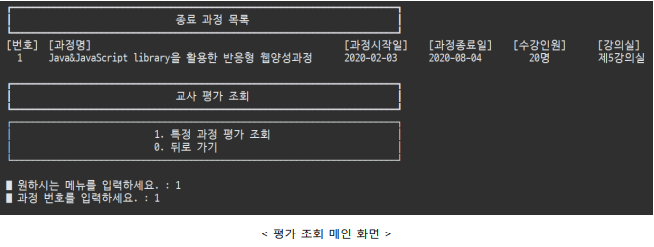 종료 과정 목록
[번호] [과정명] [과정시작일] [과정종료일] [수강인원] [강의실]
1 Java&JavaScript library을 활용한 반응형 웹양성과정 2020-02-03 2020-08-04 20명 제5강의실
교사 평가 조회
1. 특정 과정 평가 조회
0. 뒤로 가기
■ 원하시는 메뉴를 입력하세요. : 1
■ 과정 번호를 입력하세요. : 1
< 평가 조회 메인 화면 >